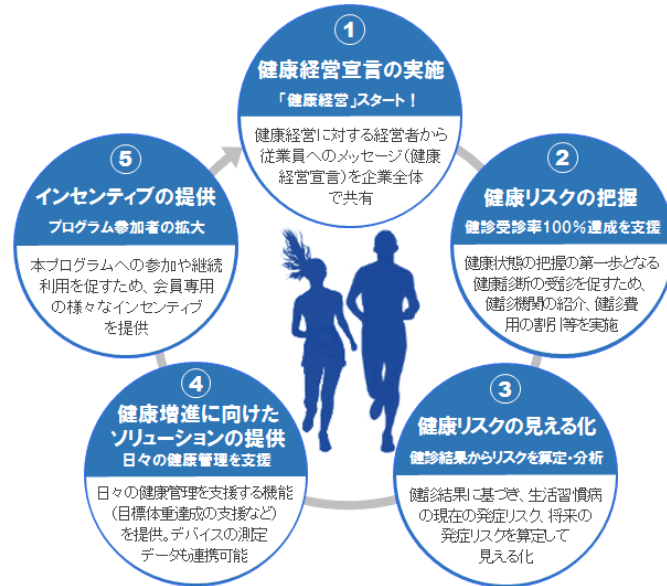 ①
健康経営宣言の実施
「健康経営」スタート！
健康経営に対する経営者から
従業員へのメッセージ(健康
経営宣言)を企業全体
で共有
②
健康リスクの把握
健診受診率100％達成を支援
健康状態の把握の第一歩となる
健康診断の受診を促すため、
健診機関の紹介、健診費
用の割引等を実施
③
健康リスクの見える化
健診結果からリスクを算定・分析
健診結果に基づき、生活習慣病
の現在の発症リスク、将来の
発症リスクを算定して
見える化
④
健康増進に向けた
ソリューションの提供
日々の健康管理を支援
日々の健康管理を支援する機能
(目標体重達成の支援など)
を提供。デバイスの測定
データも連携可能
⑤
インセンティブの提供
プログラム参加者の拡大
本プログラムへの参加や継続
利用を促すため、会員専用
の様々なインセンティブ
を提供